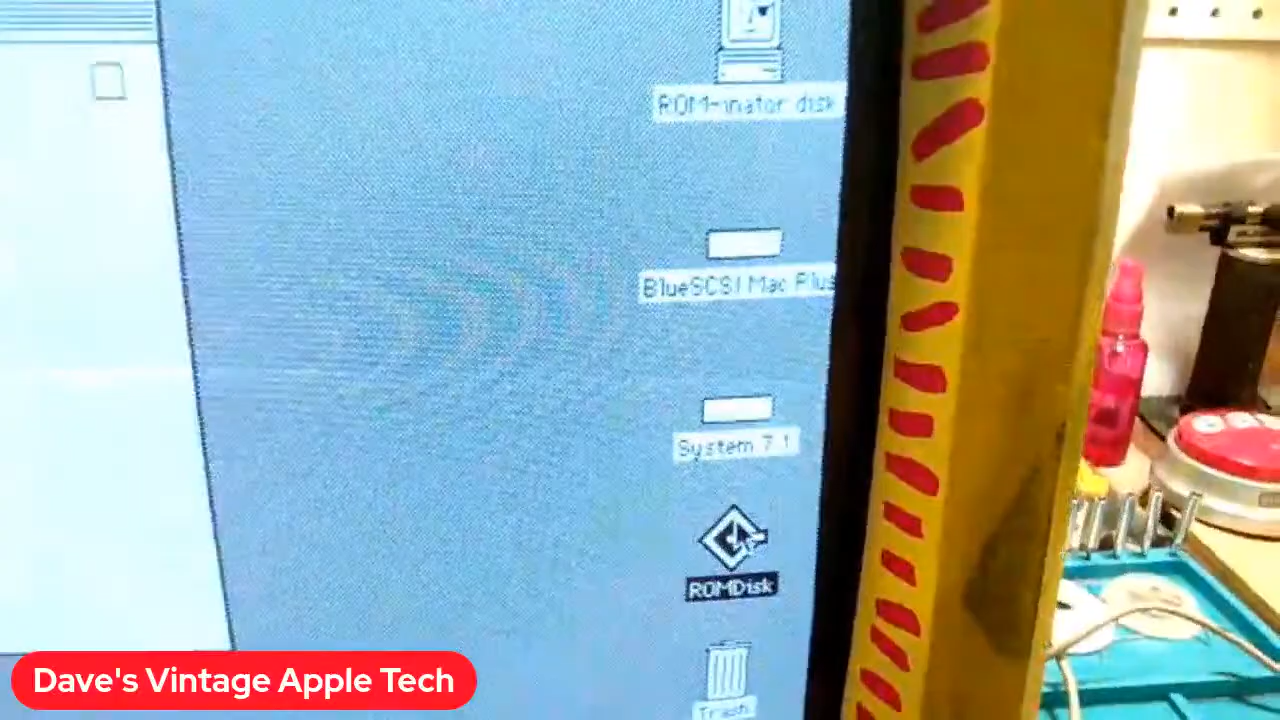 ROM-inator disk
BlueSCSI Mac Plus
System 7.1
ROMDisk
Trash
Dave's Vintage Apple Tech